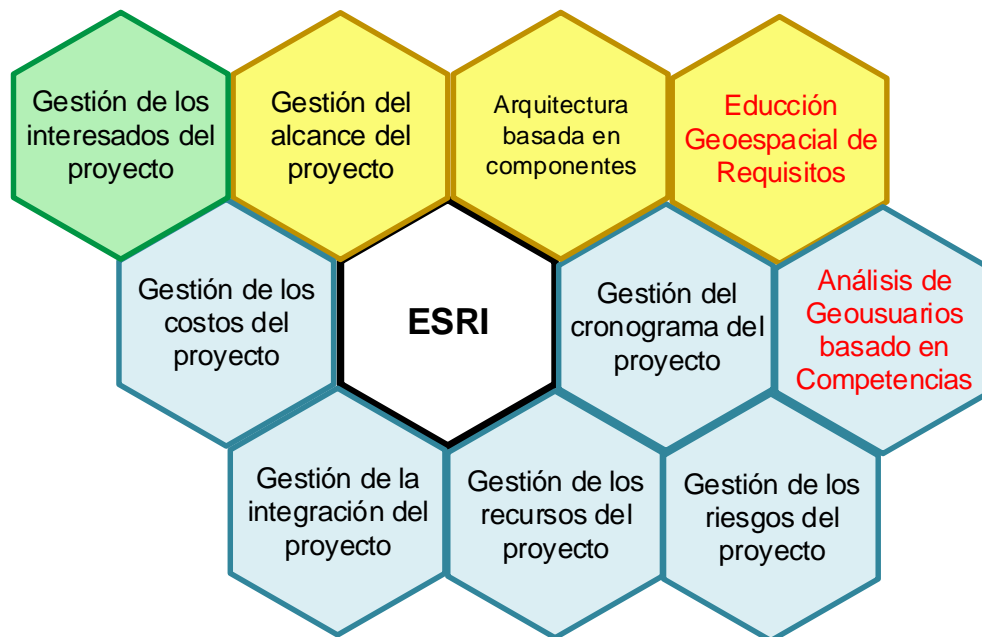 Gestión de los
interesados del
proyecto
Gestión del
alcance del
proyecto
Arquitectura
basada en
componentes
Educción
Geoespacial de
Requisitos
Gestión de los
costos del
proyecto
ESRI
Gestión del
cronograma del
proyecto
Análisis de
Geousuarios
basado en
Competencias
Gestión de la
integración del
proyecto
Gestión de los
recursos del
proyecto
Gestión de los
riesgos del
proyecto